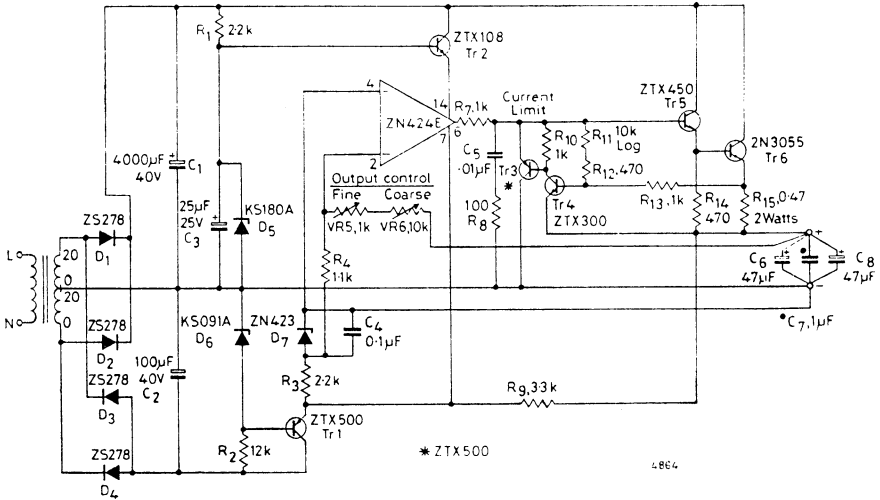 R1 2·2k
ZTX108
Tr2
4
14
ZN424E
7
6
2
R7,1k
Current
Limit
ZTX450
Tr5
2N3055
Tr6
R10
1k
R11 10k
Log
R12,470
C5
·01µF
Tr3
*
Tr4
ZTX300
R13,1k
R14
470
R15,0·47
2Watts
100
R8
4000µF
40V
+
C1
25µF
25V
C3
+
KS180A
D5
Output control
Fine Coarse
VR5,1k VR6,10k
R4
1·1k
L
N
20
0
20
0
ZS278
D1
ZS278
D2
ZS278
D3
ZS278
D4
100µF
40V
C2
KS091A
D6
ZN423
D7
C4
0·1µF
R3 2·2k
R9,3·3k
R2 12k
ZTX500
Tr1
* ZTX500
+
-
C6
47µF
+
C8
47µF
+
•C7,1µF
4864